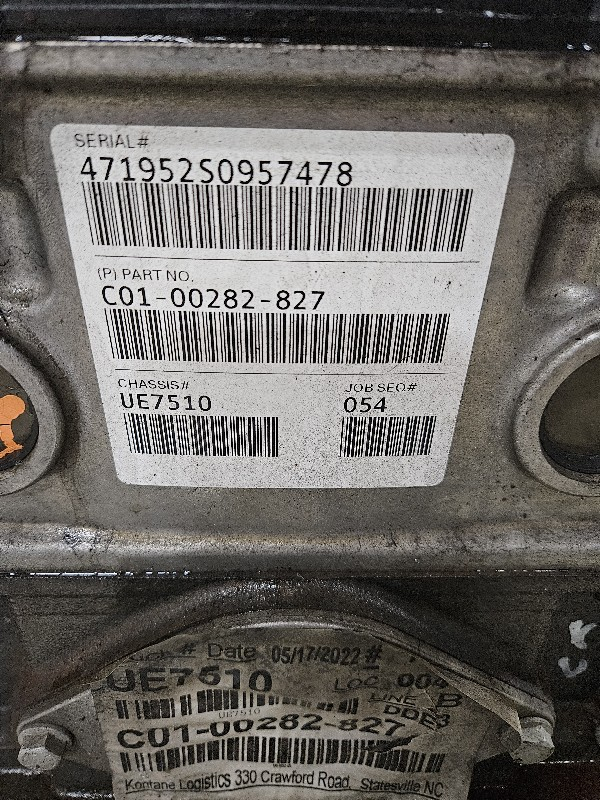 SERIAL#
471952S0957478
(P) PART NO.
C01-00282-827
CHASSIS# JOB SEQ#
UE7510 054
# Date 05/17/2022 #
UE7510 LOC 004
LINE B
UE7510 DDE3
C01-00282-827
Kontane Logistics 330 Crawford Road, Statesville NC